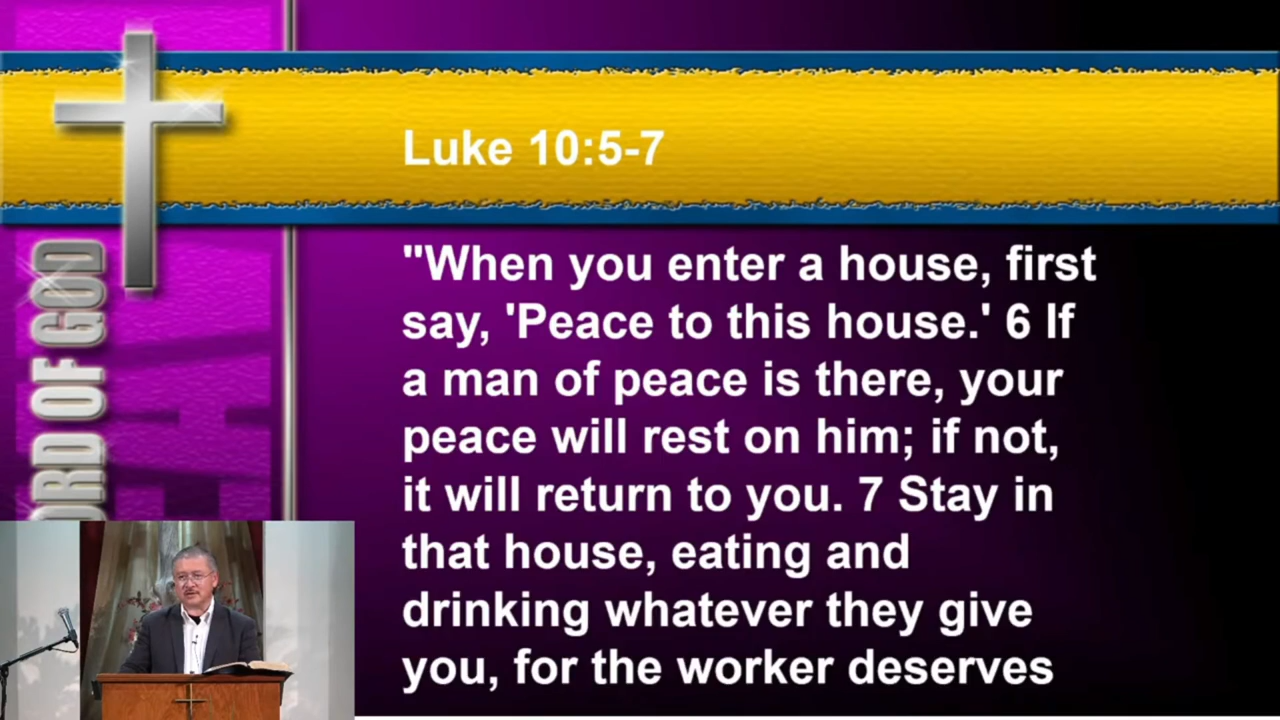 Luke 10:5-7
"When you enter a house, first
say, 'Peace to this house.' 6 If
a man of peace is there, your
peace will rest on him; if not,
it will return to you. 7 Stay in
that house, eating and
drinking whatever they give
you, for the worker deserves
ORD OF GOD